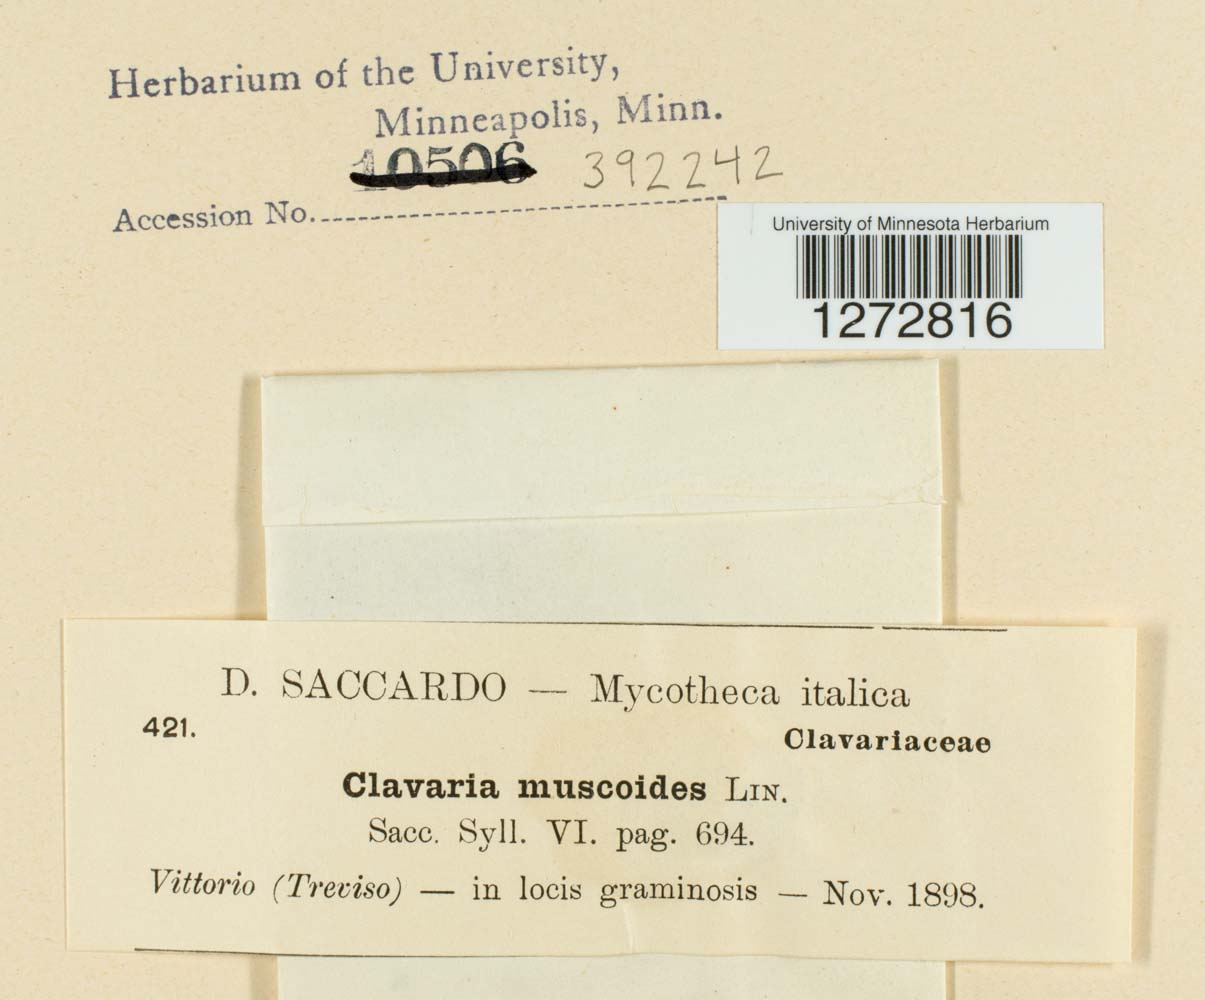 Herbarium of the University,
Minneapolis, Minn.
10506 392242
Accession No.
University of Minnesota Herbarium
1272816
D. SACCARDO — Mycotheca italica
421.
Clavariaceae
Clavaria muscoides LIN.
Sacc. Syll. VI. pag. 694.
Vittorio (Treviso) — in locis graminosis — Nov. 1898.